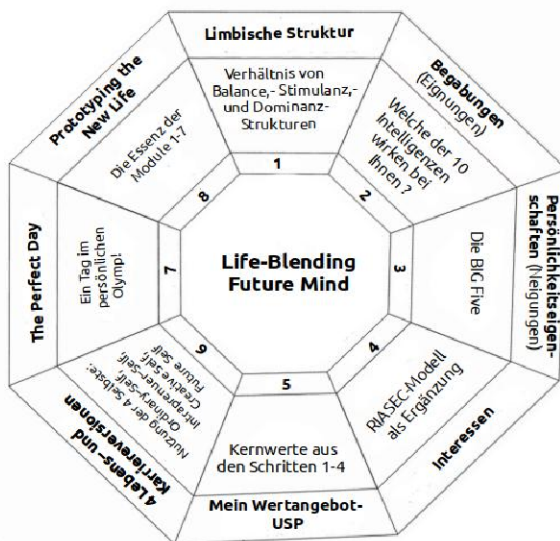 Limbische Struktur
Verhältnis von
Balance,- Stimulanz,-
und Dominanz-
Strukturen
1
Begabungen
(Eignungen)
Welche der 10
Intelligenzen
wirken bei
Ihnen ?
2
Persönlichkeitseigen-
schaften (Neigungen)
Die BIG Five
3
Interessen
RIASEC-Modell
als Ergänzung
4
Mein Wertangebot-
USP
Kernwerte aus
den Schritten 1-4
5
4 Lebens- und
Karriereversionen
Nutzung der 4 Selbste:
Ordinary-Self,
Intraprenuer-Self,
Creative Self,
Future Self
6
The Perfect Day
Ein Tag im
persönlichen
Olymp!
7
Prototyping the
New Life
Die Essenz der
Module 1-7
8
Life-Blending
Future Mind